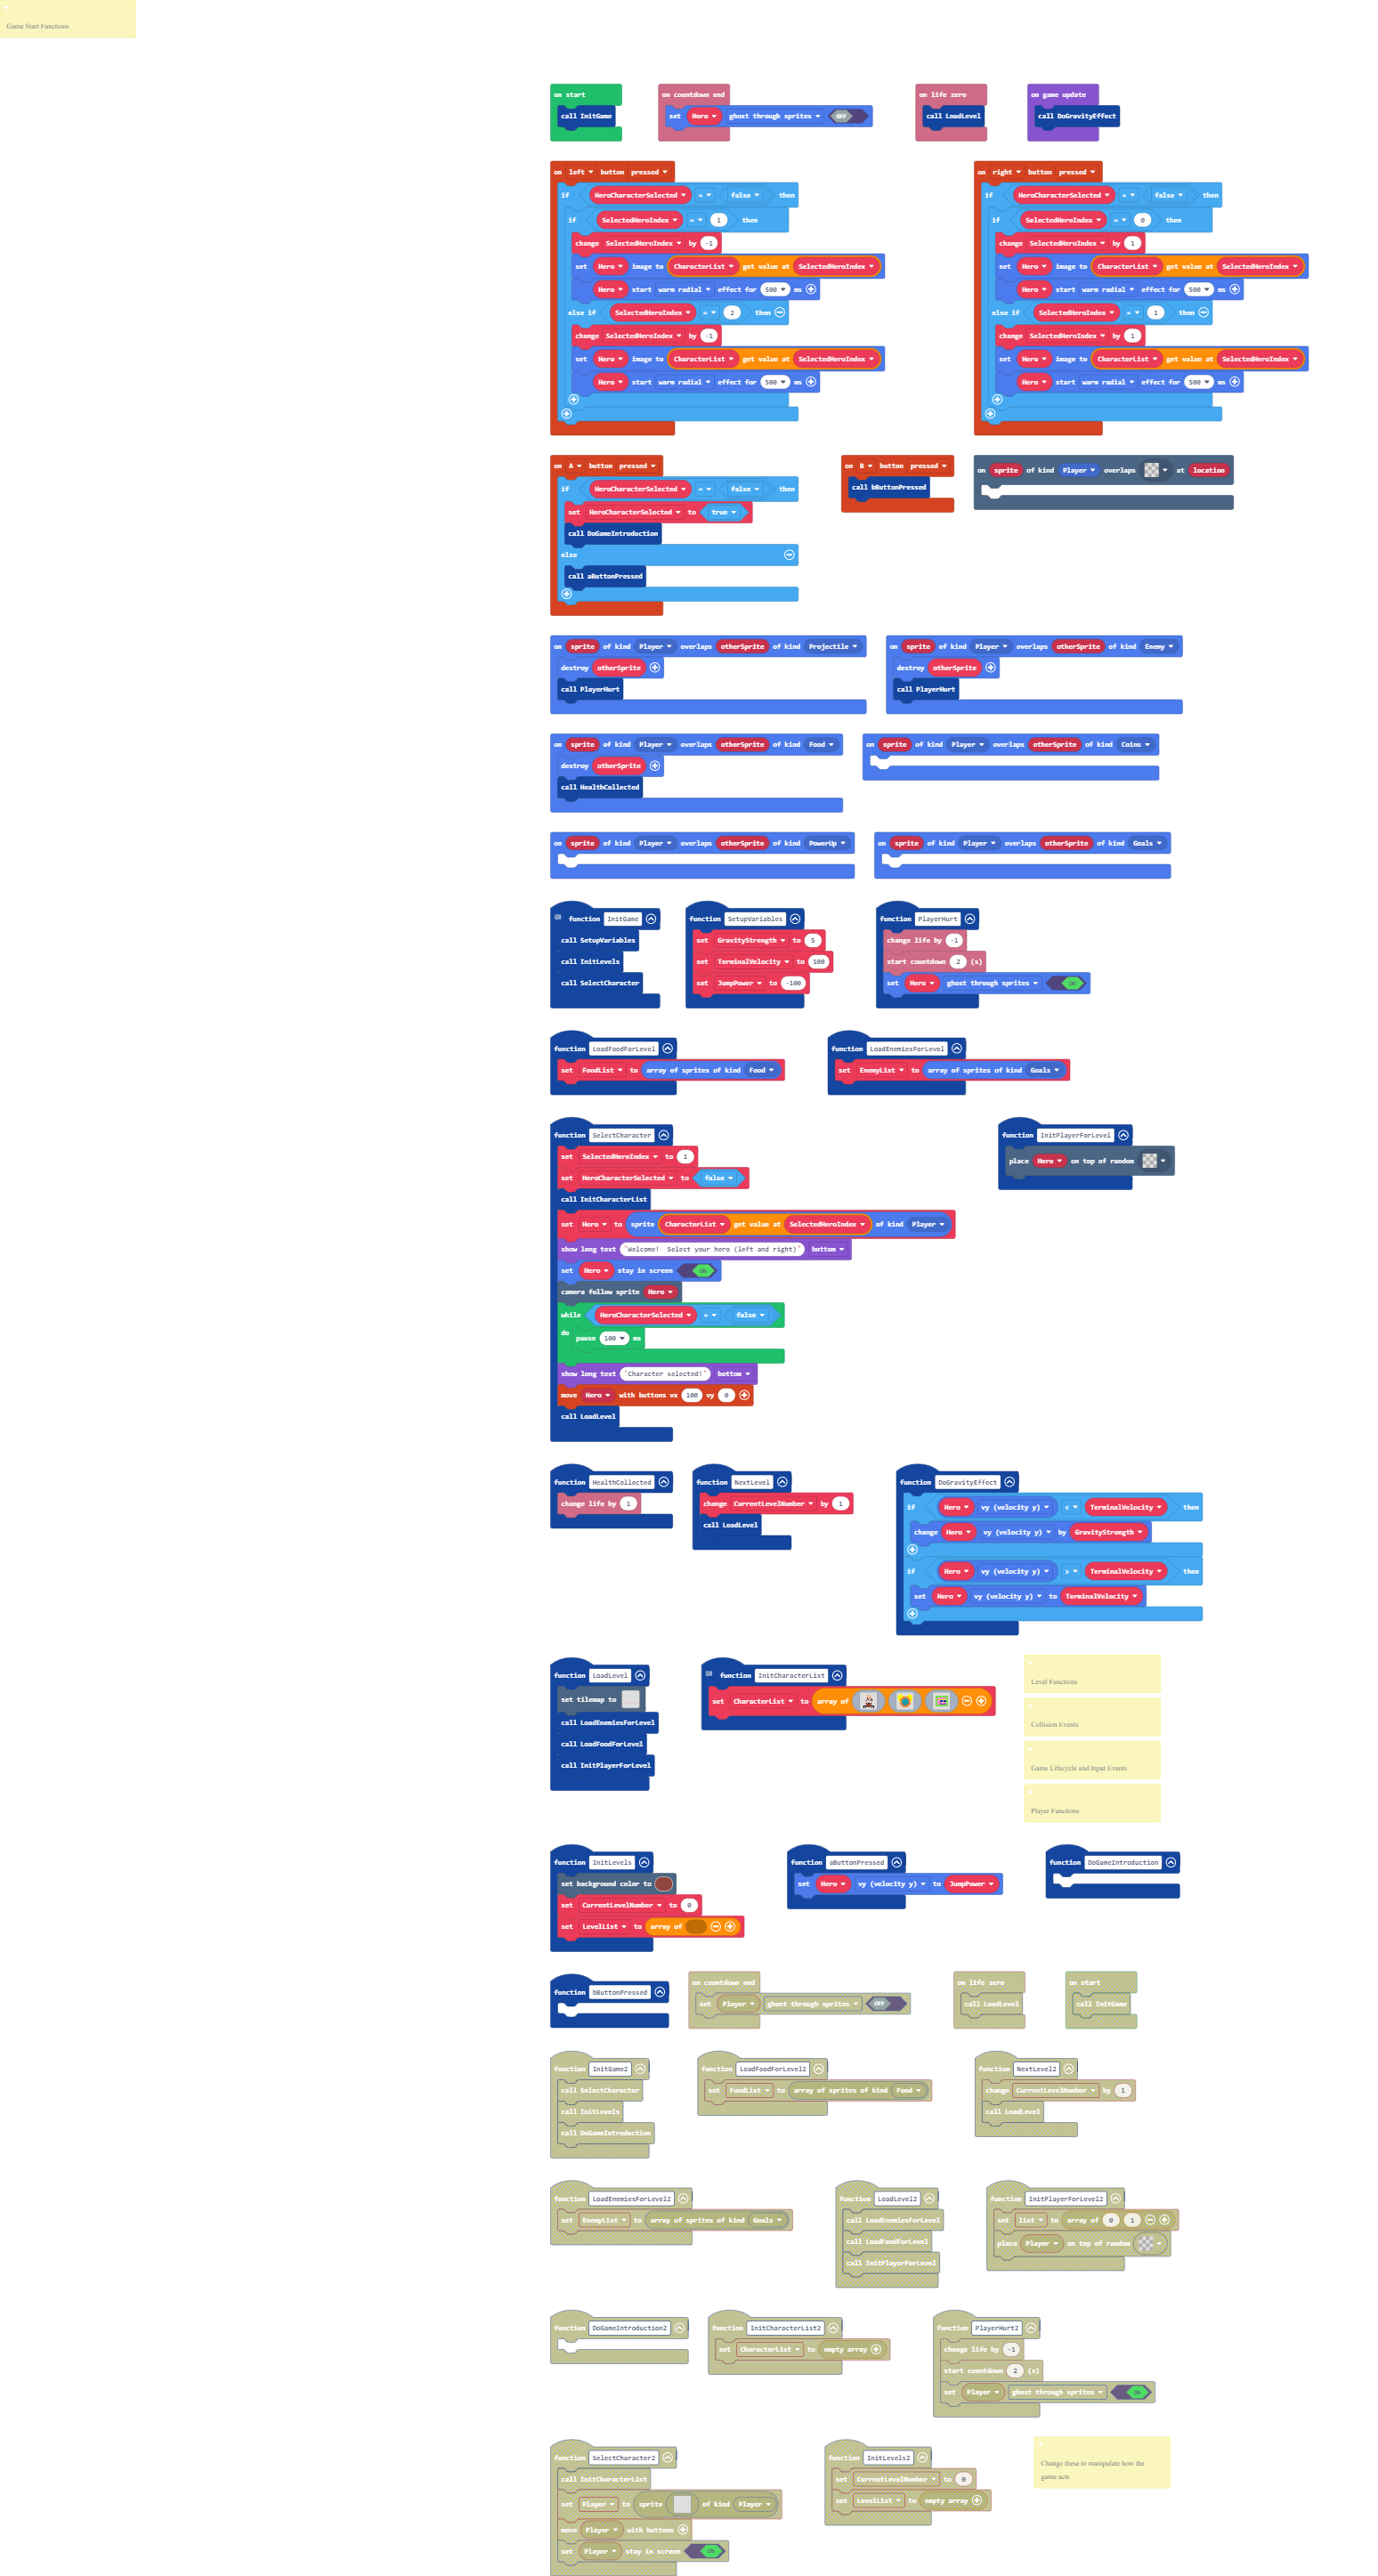 Game Start Functions
on start
call InitGame
on countdown end
set Hero ghost through sprites OFF
on life zero
call LoadLevel
on game update
call DoGravityEffect
on left button pressed
if HeroCharacterSelected = false then
if SelectedHeroIndex = 1 then
change SelectedHeroIndex by -1
set Hero image to CharacterList get value at SelectedHeroIndex
Hero start warm radial effect for 500 ms
else if SelectedHeroIndex = 2 then
change SelectedHeroIndex by -1
set Hero image to CharacterList get value at SelectedHeroIndex
Hero start warm radial effect for 500 ms
on right button pressed
if HeroCharacterSelected = false then
if SelectedHeroIndex = 0 then
change SelectedHeroIndex by 1
set Hero image to CharacterList get value at SelectedHeroIndex
Hero start warm radial effect for 500 ms
else if SelectedHeroIndex = 1 then
change SelectedHeroIndex by 1
set Hero image to CharacterList get value at SelectedHeroIndex
Hero start warm radial effect for 500 ms
on A button pressed
if HeroCharacterSelected = false then
set HeroCharacterSelected to true
call DoGameIntroduction
else
call aButtonPressed
on B button pressed
call bButtonPressed
on sprite of kind Player overlaps at location
on sprite of kind Player overlaps otherSprite of kind Projectile
destroy otherSprite
call PlayerHurt
on sprite of kind Player overlaps otherSprite of kind Enemy
destroy otherSprite
call PlayerHurt
on sprite of kind Player overlaps otherSprite of kind Food
destroy otherSprite
call HealthCollected
on sprite of kind Player overlaps otherSprite of kind Coins
on sprite of kind Player overlaps otherSprite of kind PowerUp
on sprite of kind Player overlaps otherSprite of kind Goals
function InitGame
call SetupVariables
call InitLevels
call SelectCharacter
function SetupVariables
set GravityStrength to 5
set TerminalVelocity to 100
set JumpPower to -100
function PlayerHurt
change life by -1
start countdown 2 (s)
set Hero ghost through sprites ON
function LoadFoodForLevel
set FoodList to array of sprites of kind Food
function LoadEnemiesForLevel
set EnemyList to array of sprites of kind Goals
function SelectCharacter
set SelectedHeroIndex to 1
set HeroCharacterSelected to false
call InitCharacterList
set Hero to sprite CharacterList get value at SelectedHeroIndex of kind Player
show long text "Welcome! Select your hero (left and right)" bottom
set Hero stay in screen ON
camera follow sprite Hero
while HeroCharacterSelected = false
do pause 100 ms
show long text "Character selected!" bottom
move Hero with buttons vx 100 vy 0
call LoadLevel
function InitPlayerForLevel
place Hero on top of random
function HealthCollected
change life by 1
function NextLevel
change CurrentLevelNumber by 1
call LoadLevel
function DoGravityEffect
if Hero vy (velocity y) < TerminalVelocity then
change Hero vy (velocity y) by GravityStrength
if Hero vy (velocity y) > TerminalVelocity then
set Hero vy (velocity y) to TerminalVelocity
function LoadLevel
set tilemap to
call LoadEnemiesForLevel
call LoadFoodForLevel
call InitPlayerForLevel
function InitCharacterList
set CharacterList to array of
Level Functions
Collision Events
Game Lifecycle and Input Events
Player Functions
function InitLevels
set background color to
set CurrentLevelNumber to 0
set LevelList to array of
function aButtonPressed
set Hero vy (velocity y) to JumpPower
function DoGameIntroduction
function bButtonPressed
on countdown end
set Player ghost through sprites OFF
on life zero
call LoadLevel
on start
call InitGame
function InitGame2
call SelectCharacter
call InitLevels
call DoGameIntroduction
function LoadFoodForLevel2
set FoodList to array of sprites of kind Food
function NextLevel2
change CurrentLevelNumber by 1
call LoadLevel
function LoadEnemiesForLevel2
set EnemyList to array of sprites of kind Goals
function LoadLevel2
call LoadEnemiesForLevel
call LoadFoodForLevel
call InitPlayerForLevel
function InitPlayerForLevel2
set list to array of 0 1
place Player on top of random
function DoGameIntroduction2
function InitCharacterList2
set CharacterList to empty array
function PlayerHurt2
change life by -1
start countdown 2 (s)
set Player ghost through sprites ON
function SelectCharacter2
call InitCharacterList
set Player to sprite of kind Player
move Player with buttons
set Player stay in screen ON
function InitLevels2
set CurrentLevelNumber to 0
set LevelList to empty array
Change these to manipulate how the
game acts